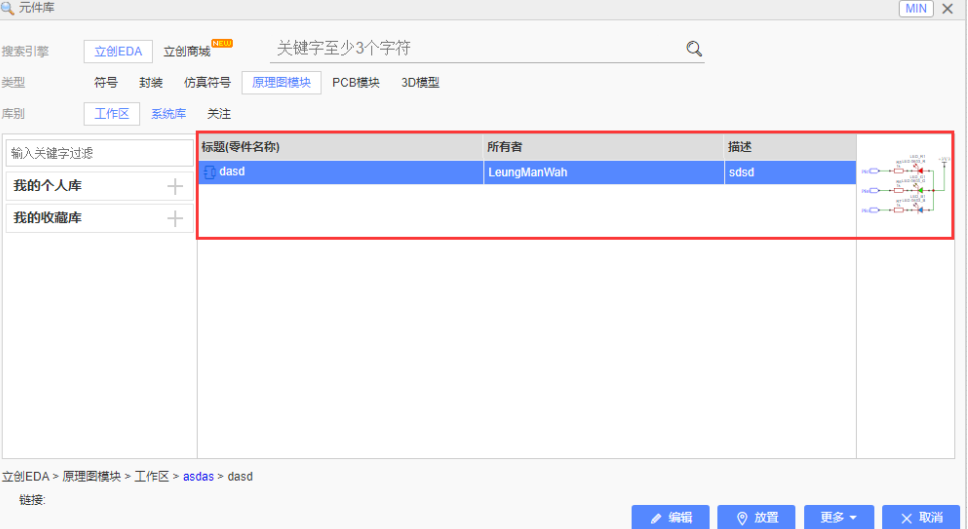 元件库 MIN
搜索引擎 立创EDA 立创商城 NEW 关键字至少3个字符
类型 符号 封装 仿真符号 原理图模块 PCB模块 3D模型
库别 工作区 系统库 关注
输入关键字过滤
我的个人库
我的收藏库
标题(零件名称) 所有者 描述
dasd LeungManWah sdsd
立创EDA > 原理图模块 > 工作区 > asdas > dasd
链接:
编辑 放置 更多 取消